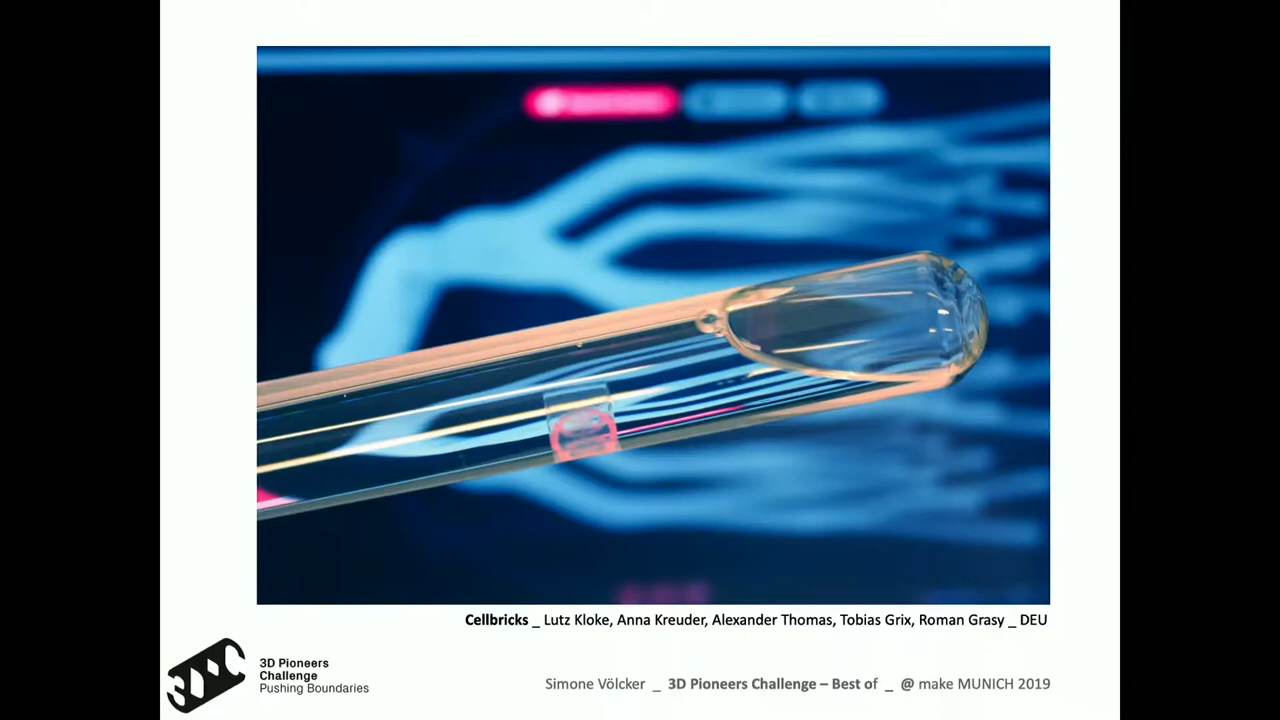 Cellbricks _ Lutz Kloke, Anna Kreuder, Alexander Thomas, Tobias Grix, Roman Grasy _ DEU
3D Pioneers
Challenge
Pushing Boundaries
Simone Völcker _ 3D Pioneers Challenge – Best of _ @ make MUNICH 2019